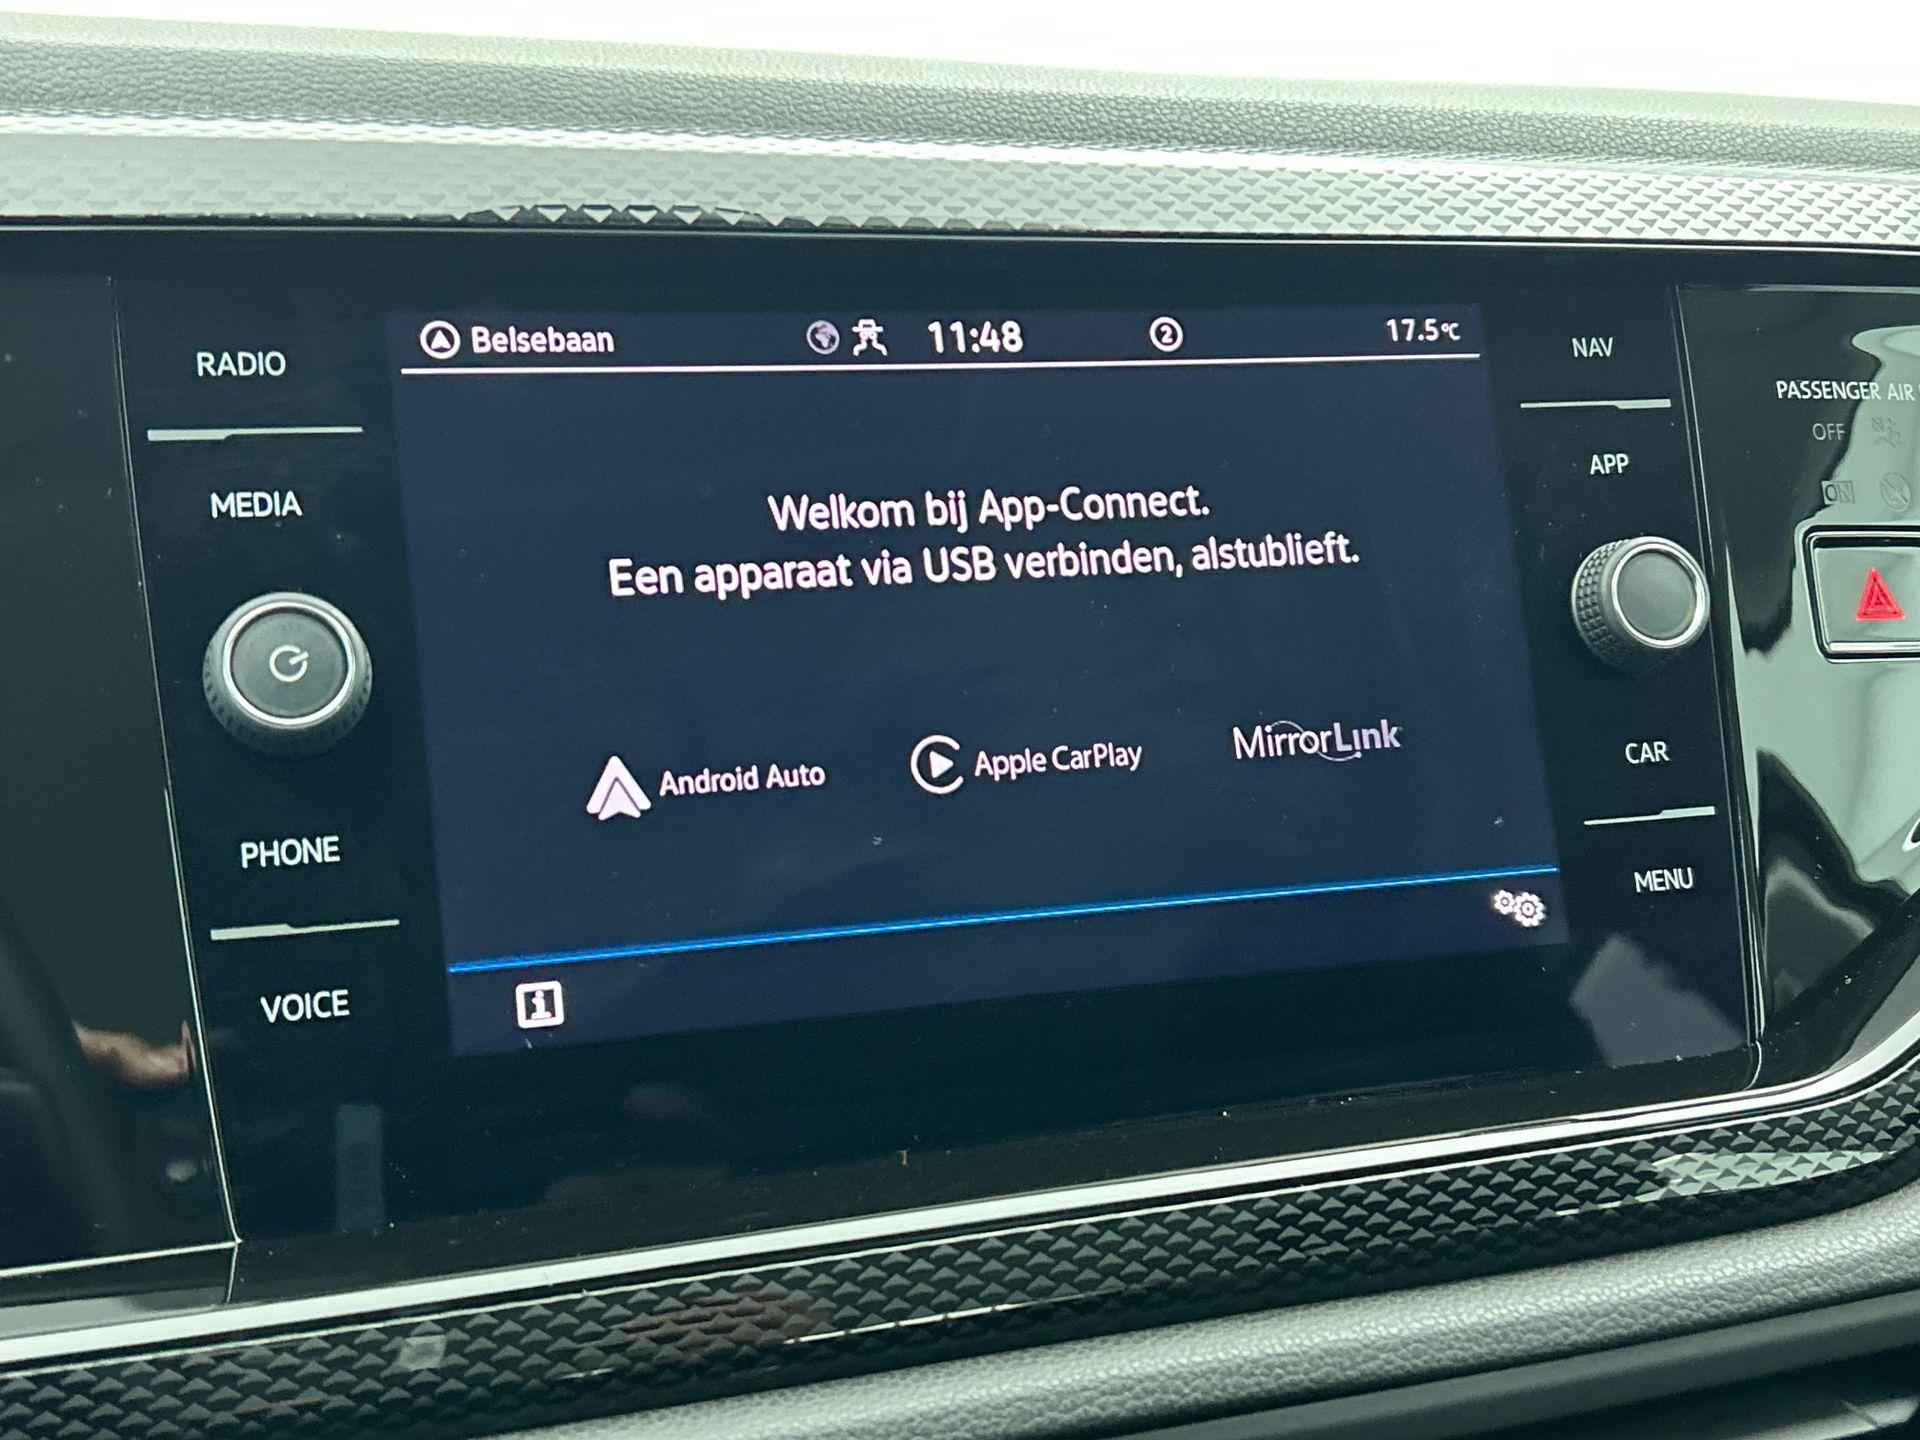 Belsebaan 11:48 2 17.5°C
Welkom bij App-Connect.
Een apparaat via USB verbinden, alstublieft.
Android Auto
Apple CarPlay
MirrorLink
RADIO
MEDIA
PHONE
VOICE
NAV
APP
CAR
MENU
PASSENGER AIR
OFF
ON